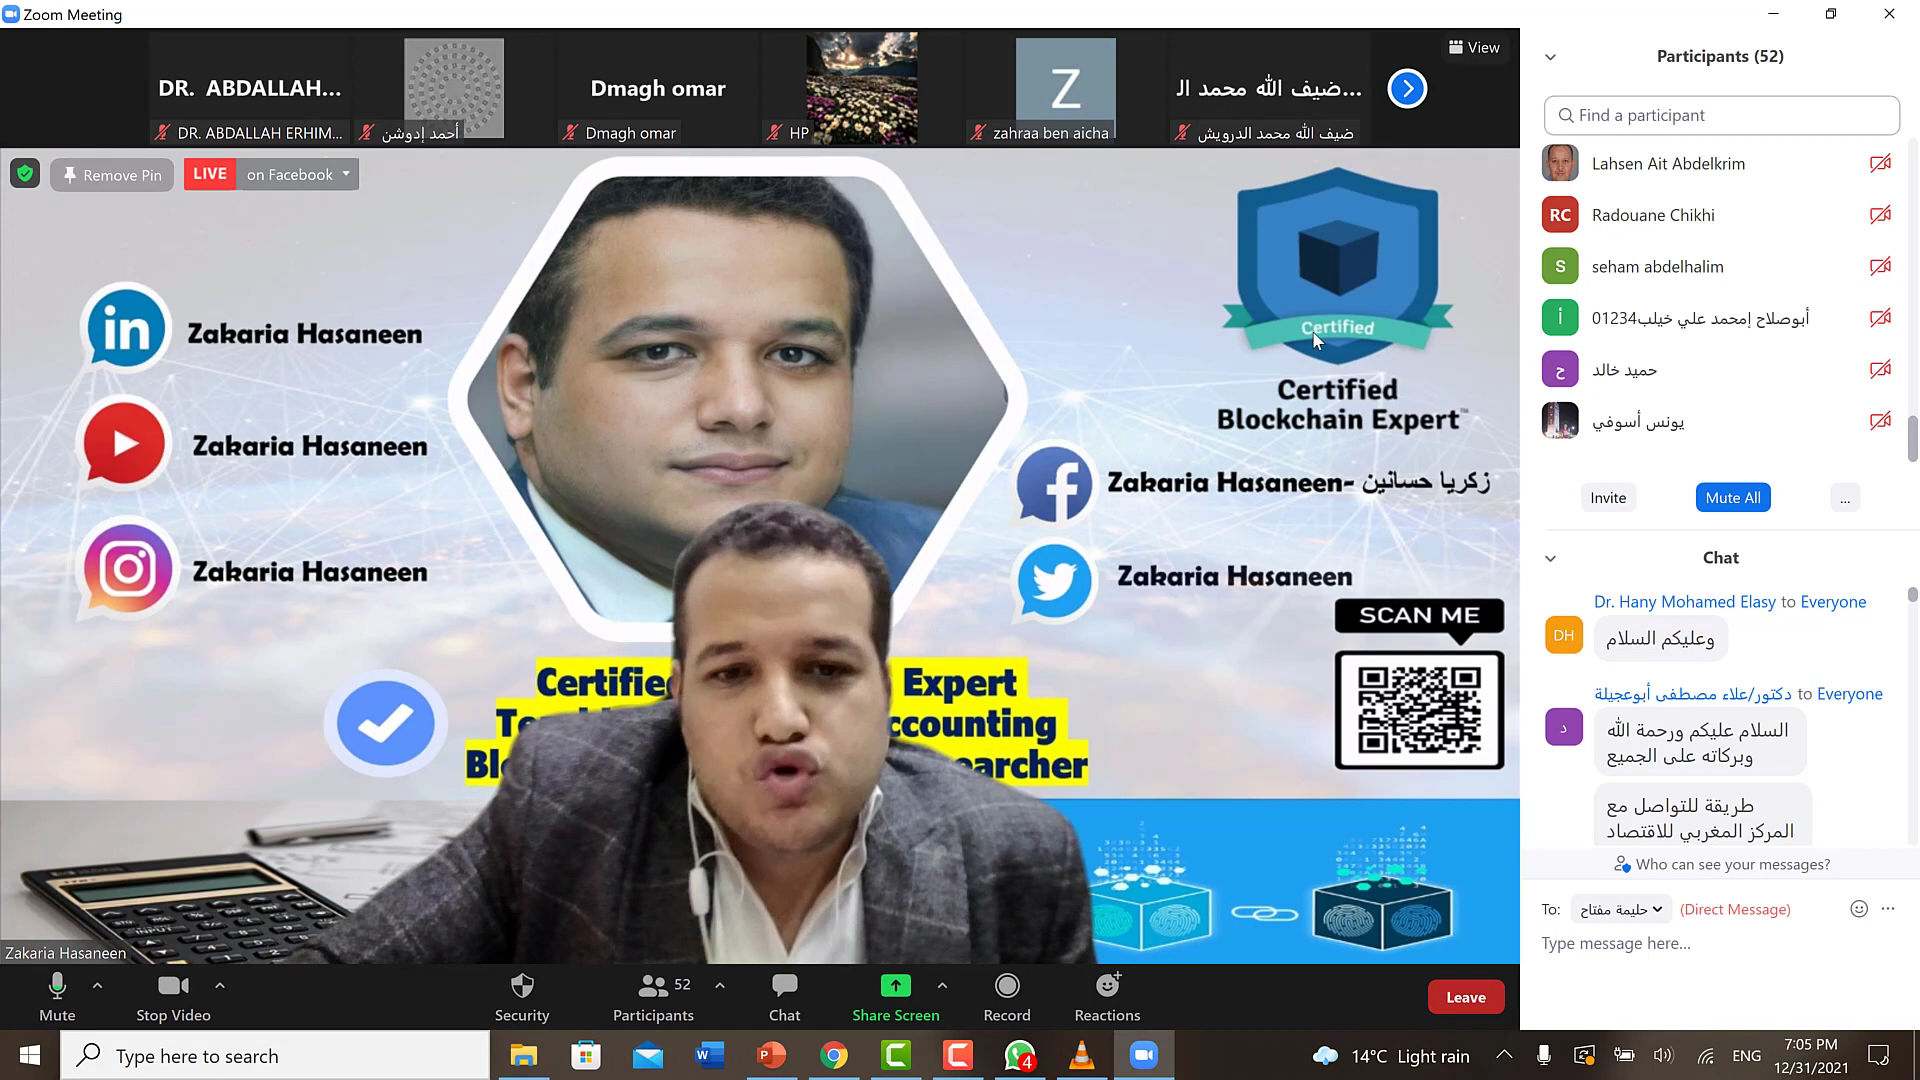 Zoom Meeting
DR. ABDALLAH...
Dmagh omar
Z
ضيف الله محمد ال...
View
DR. ABDALLAH ERHIM...
أحمد إدوشن
Dmagh omar
HP
zahraa ben aicha
ضيف الله محمد الدرويش
Remove Pin
LIVE on Facebook
in Zakaria Hasaneen
Zakaria Hasaneen
Zakaria Hasaneen
Certified
Certified
Blockchain Expert™
f Zakaria Hasaneen- زكريا حسانين
Zakaria Hasaneen
SCAN ME
Certified
Expert
ccounting
Bl
archer
Zakaria Hasaneen
Mute
Stop Video
Security
52
Participants
Chat
Share Screen
Record
Reactions
Leave
Participants (52)
Find a participant
Lahsen Ait Abdelkrim
RC Radouane Chikhi
S seham abdelhalim
أ أبوصلاح إمحمد علي خيلب01234
ح حميد خالد
يونس أسوفي
Invite
Mute All
...
Chat
Dr. Hany Mohamed Elasy to Everyone
DH وعليكم السلام
دكتور/علاء مصطفى أبوعجيلة to Everyone
د السلام عليكم ورحمة الله
وبركاته على الجميع
طريقة للتواصل مع
المركز المغربي للاقتصاد
Who can see your messages?
To: حليمة مفتاح (Direct Message)
Type message here...
Type here to search
4
14°C Light rain
ENG
7:05 PM
12/31/2021